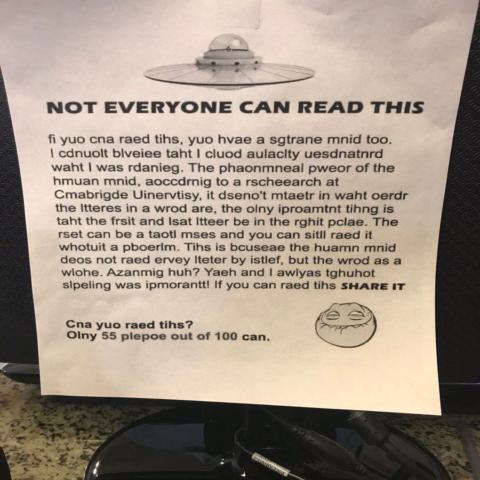 NOT EVERYONE CAN READ THIS
fi yuo cna raed tihs, yuo hvae a sgtrane mnid too.
I cdnuolt blveiee taht I cluod aulaclty uesdnatnrd
waht I was rdanieg. The phaonmneal pweor of the
hmuan mnid, aoccdrnig to a rscheearch at
Cmabrigde Uinervtisy, it dseno't mtaetr in waht oerdr
the ltteres in a wrod are, the olny iproamtnt tihng is
taht the frsit and lsat ltteer be in the rghit pclae. The
rset can be a taotl mses and you can sitll raed it
whotuit a pboerlm. Tihs is bcuseae the huamn mnid
deos not raed ervey lteter by istlef, but the wrod as a
wlohe. Azanmig huh? Yaeh and I awlyas tghuhot
slpeling was ipmorantt! If you can raed tihs SHARE IT
Cna yuo raed tihs?
Olny 55 plepoe out of 100 can.